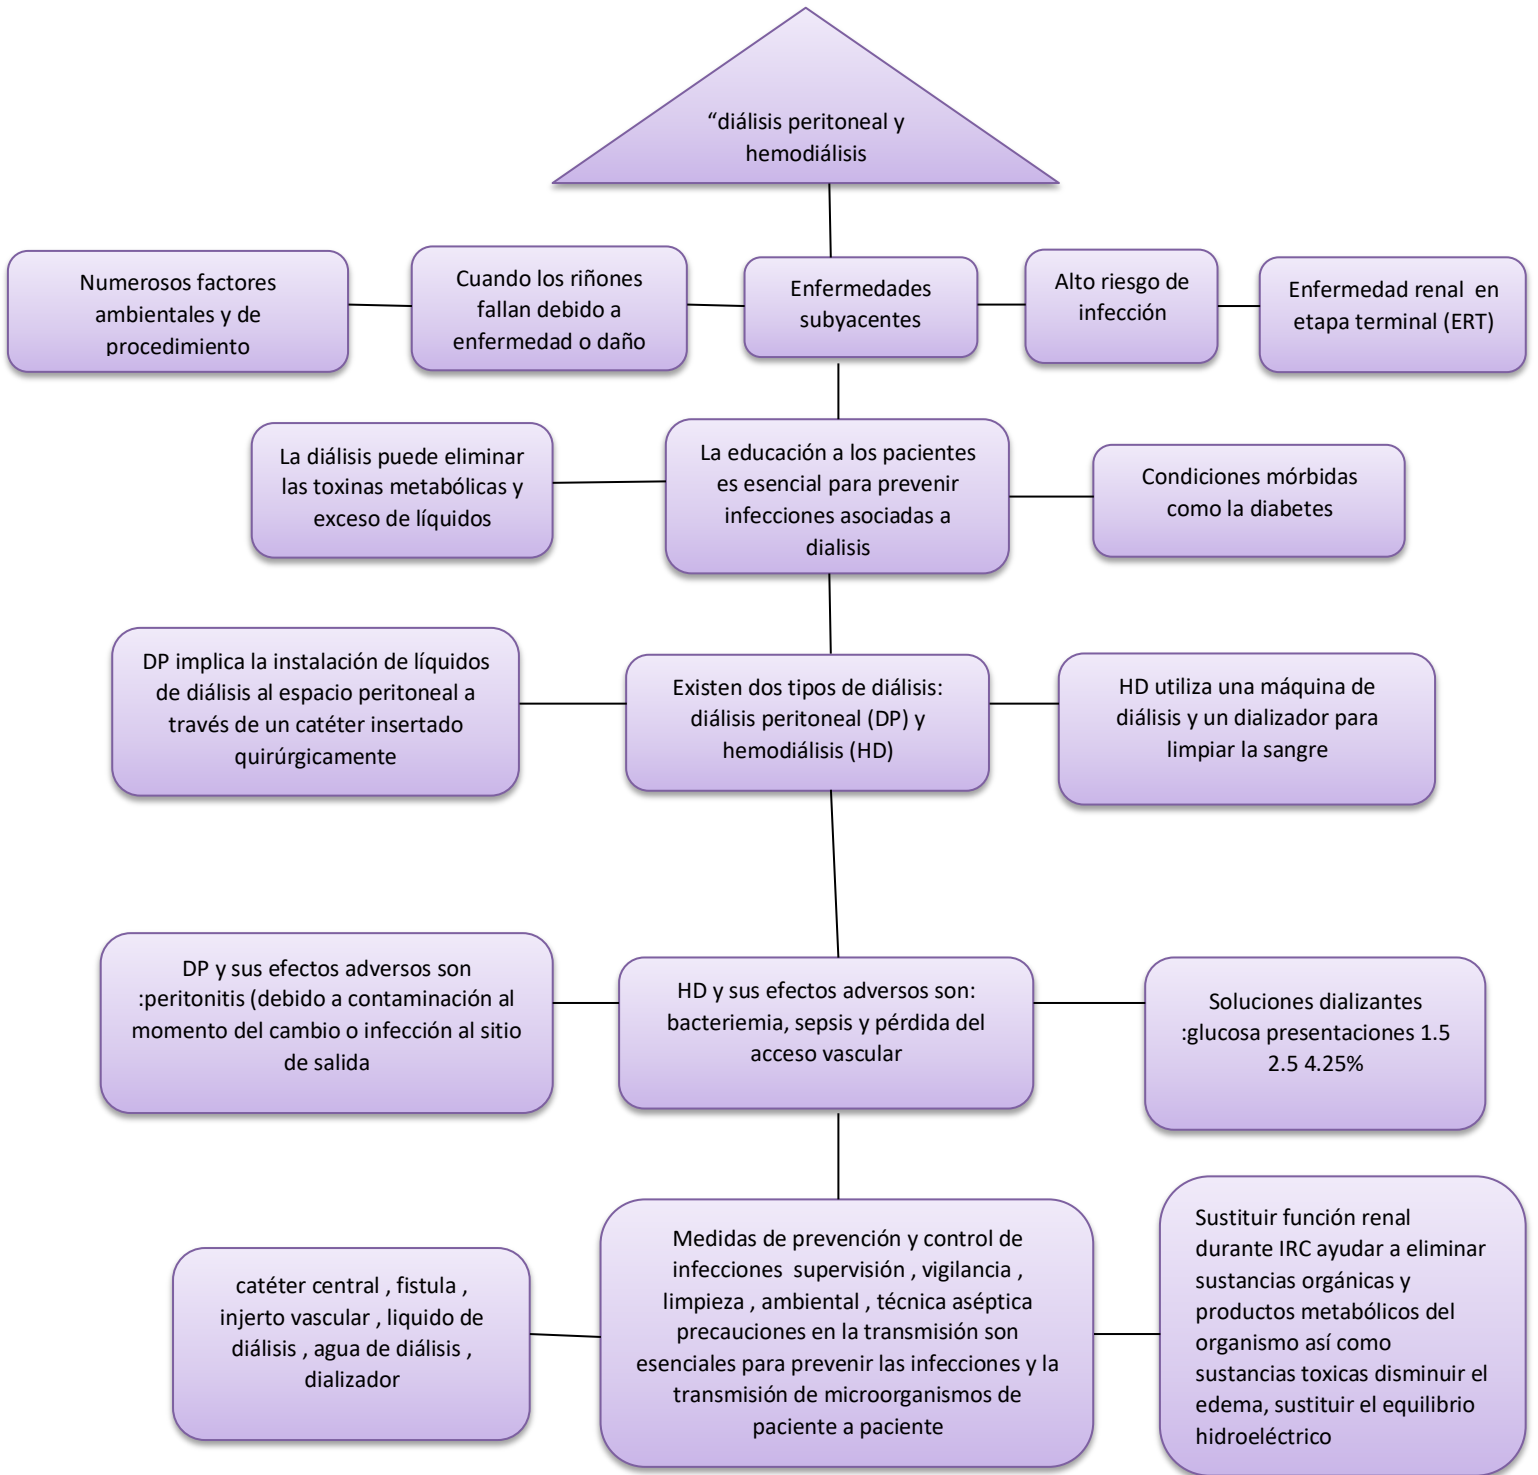 “diálisis peritoneal y
hemodiálisis
Numerosos factores
ambientales y de
procedimiento
Cuando los riñones
fallan debido a
enfermedad o daño
Enfermedades
subyacentes
Alto riesgo de
infección
Enfermedad renal  en
etapa terminal (ERT)
La diálisis puede eliminar
las toxinas metabólicas y
exceso de líquidos
La educación a los pacientes
es esencial para prevenir
infecciones asociadas a
dialisis
Condiciones mórbidas
como la diabetes
DP implica la instalación de líquidos
de diálisis al espacio peritoneal a
través de un catéter insertado
quirúrgicamente
Existen dos tipos de diálisis:
diálisis peritoneal (DP) y
hemodiálisis (HD)
HD utiliza una máquina de
diálisis y un dializador para
limpiar la sangre
DP y sus efectos adversos son
:peritonitis (debido a contaminación al
momento del cambio o infección al sitio
de salida
HD y sus efectos adversos son:
bacteriemia, sepsis y pérdida del
acceso vascular
Soluciones dializantes
:glucosa presentaciones 1.5
2.5 4.25%
catéter central , fistula ,
injerto vascular , liquido de
diálisis , agua de diálisis ,
dializador
Medidas de prevención y control de
infecciones  supervisión , vigilancia ,
limpieza , ambiental , técnica aséptica
precauciones en la transmisión son
esenciales para prevenir las infecciones y la
transmisión de microorganismos de
paciente a paciente
Sustituir función renal
durante IRC ayudar a eliminar
sustancias orgánicas y
productos metabólicos del
organismo así como
sustancias toxicas disminuir el
edema, sustituir el equilibrio
hidroeléctrico